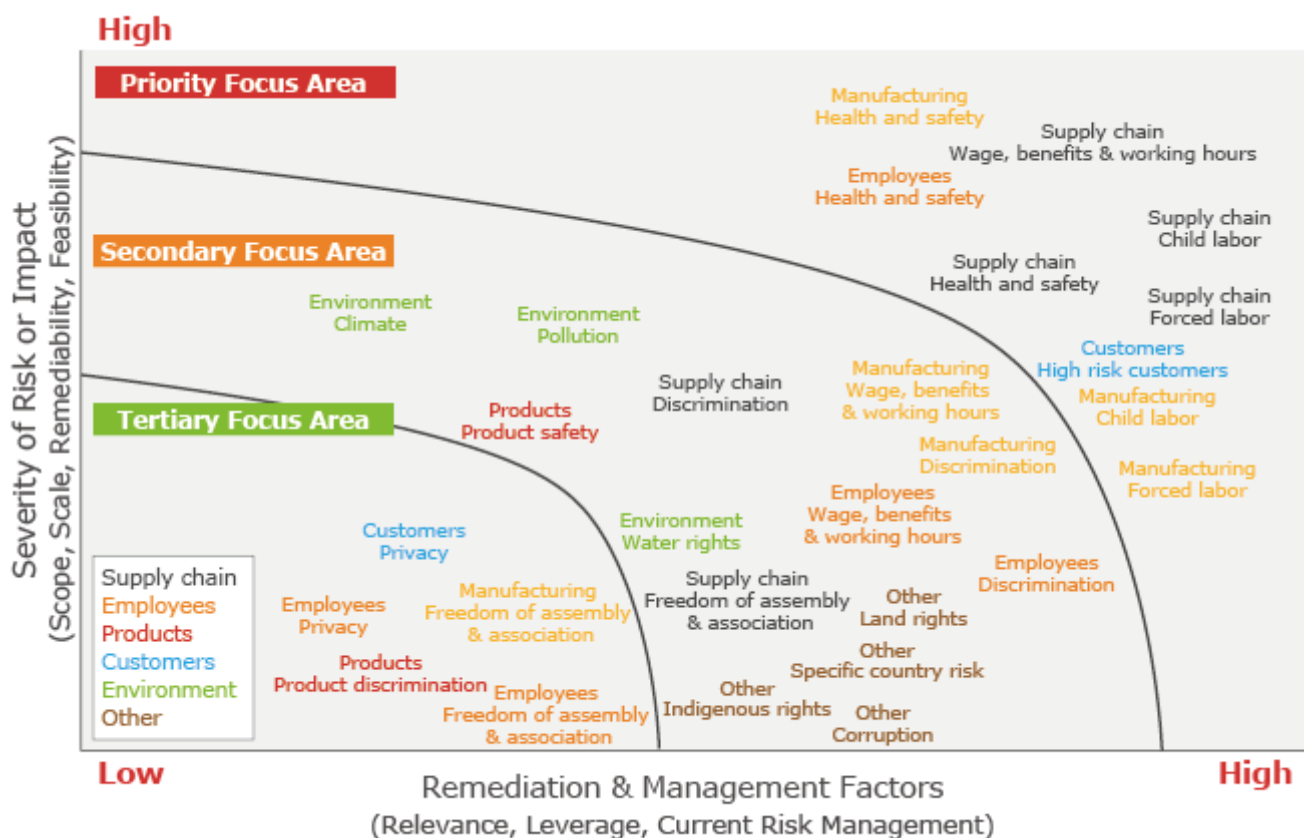 High
Priority Focus Area
Manufacturing
Health and safety
Supply chain
Wage, benefits & working hours
Employees
Health and safety
Supply chain
Child labor
Secondary Focus Area
Supply chain
Health and safety
Supply chain
Forced labor
Environment
Climate
Environment
Pollution
Customers
High risk customers
Manufacturing
Wage, benefits
& working hours
Supply chain
Discrimination
Manufacturing
Child labor
Tertiary Focus Area
Products
Product safety
Manufacturing
Discrimination
Manufacturing
Forced labor
Employees
Wage, benefits
& working hours
Environment
Water rights
Customers
Privacy
Employees
Discrimination
Supply chain
Freedom of assembly
& association
Manufacturing
Freedom of assembly
& association
Employees
Privacy
Other
Land rights
Other
Specific country risk
Products
Product discrimination
Other
Indigenous rights
Employees
Freedom of assembly
& association
Other
Corruption
Supply chain
Employees
Products
Customers
Environment
Other
Severity of Risk or Impact
(Scope, Scale, Remediability, Feasibility)
Low
High
Remediation & Management Factors
(Relevance, Leverage, Current Risk Management)